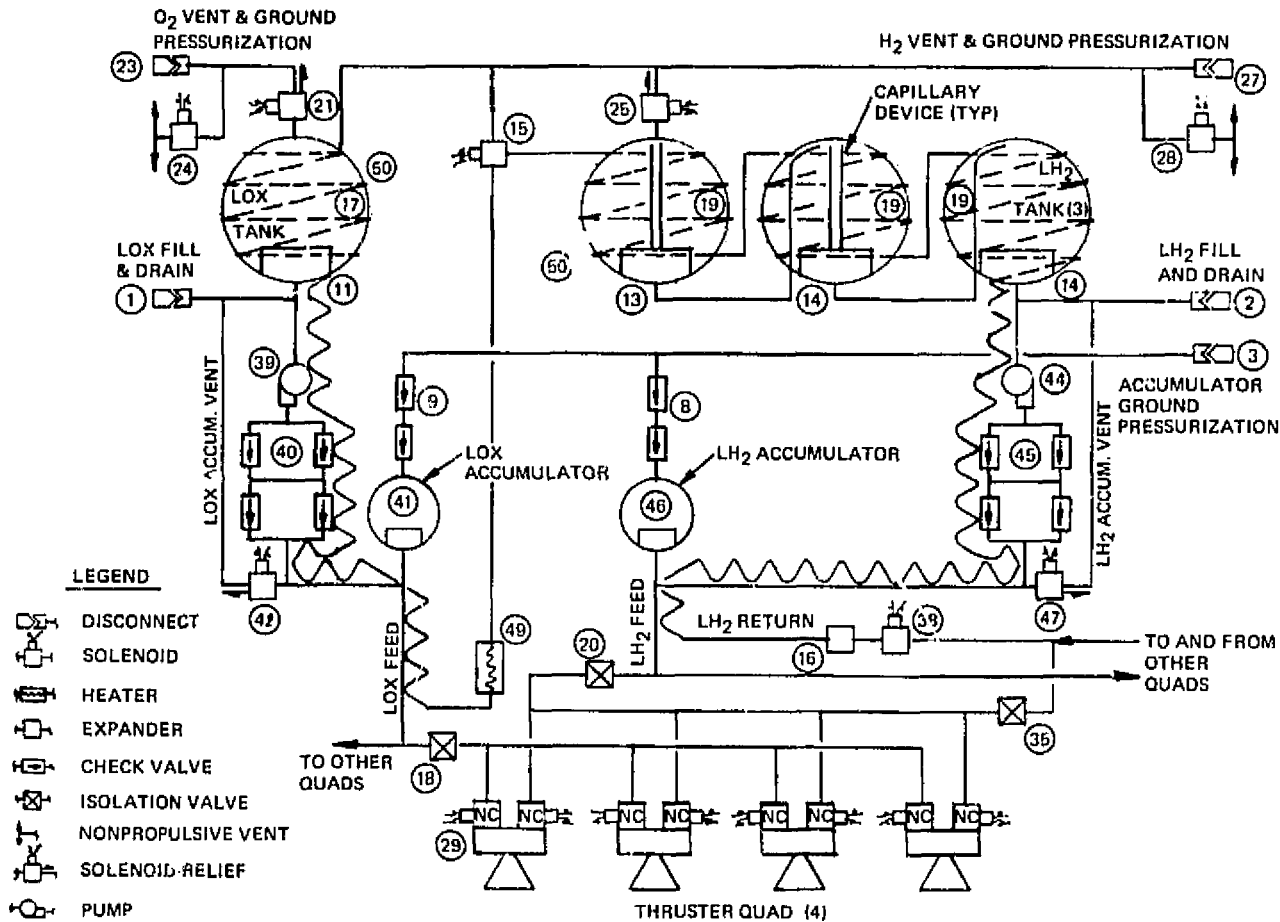 O₂ VENT & GROUND
PRESSURIZATION
H₂ VENT & GROUND PRESSURIZATION
23
27
21
25
CAPILLARY
DEVICE (TYP)
24
15
28
50
LOX
17
TANK
19
19
19
LH₂
TANK (3)
LOX FILL
& DRAIN
LH₂ FILL
AND DRAIN
50
1
11
13
14
14
2
3
39
9
8
44
ACCUMULATOR
GROUND
PRESSURIZATION
LOX ACCUM. VENT
40
LOX
ACCUMULATOR
LH₂ ACCUMULATOR
45
LH₂ ACCUM. VENT
41
46
47
LEGEND
DISCONNECT
SOLENOID
HEATER
EXPANDER
CHECK VALVE
ISOLATION VALVE
NONPROPULSIVE VENT
SOLENOID-RELIEF
PUMP
LOX FEED
49
LH₂ FEED
LH₂ RETURN
20
16
TO AND FROM
OTHER
QUADS
TO OTHER
QUADS
18
29
NC NC NC NC NC NC NC NC
THRUSTER QUAD (4)